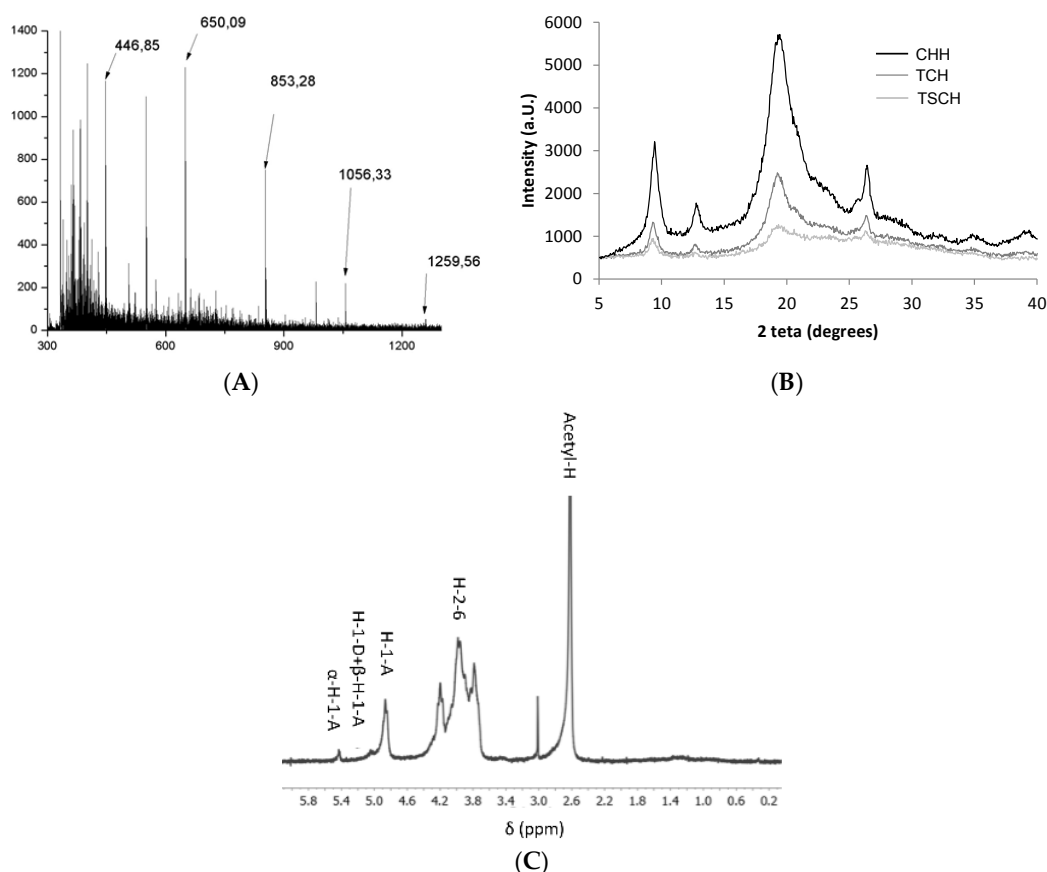 1400
1200
1000
800
600
400
200
0
446,85
650,09
853,28
1056,33
1259,56
300 600 900 1200
(A)
6000
5000
4000
3000
2000
1000
0
Intensity (a.U.)
CHH
TCH
TSCH
5 10 15 20 25 30 35 40
2 teta (degrees)
(B)
α-H-1-A
H-1-D+β-H-1-A
H-1-A
H-2-6
Acetyl-H
5.8 5.4 5.0 4.6 4.2 3.8 3.4 3.0 2.6 2.2 1.8 1.4 1.0 0.6 0.2
δ (ppm)
(C)